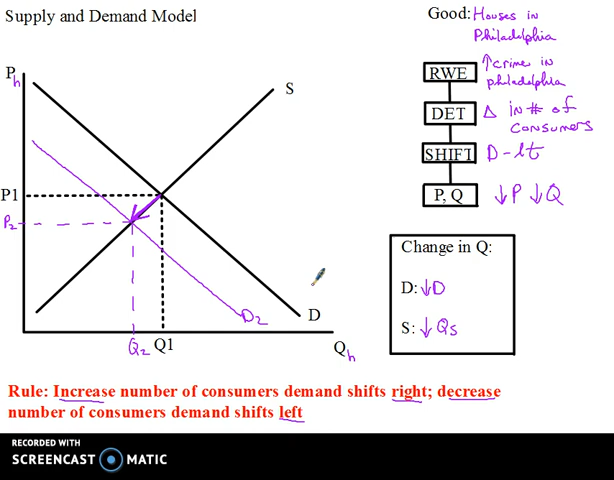 Supply and Demand Model
Good: Houses in
Philadelphia
RWE ↑ crime in
philadelphia
DET Δ in # of
consumers
SHIFT D - lt
P, Q ↓P ↓Q
Ph
S
P1
P2
D2
D
Q2 Q1
Qh
Change in Q:
D: ↓D
S: ↓Qs
Rule: Increase number of consumers demand shifts right; decrease
number of consumers demand shifts left
RECORDED WITH
SCREENCAST MATIC